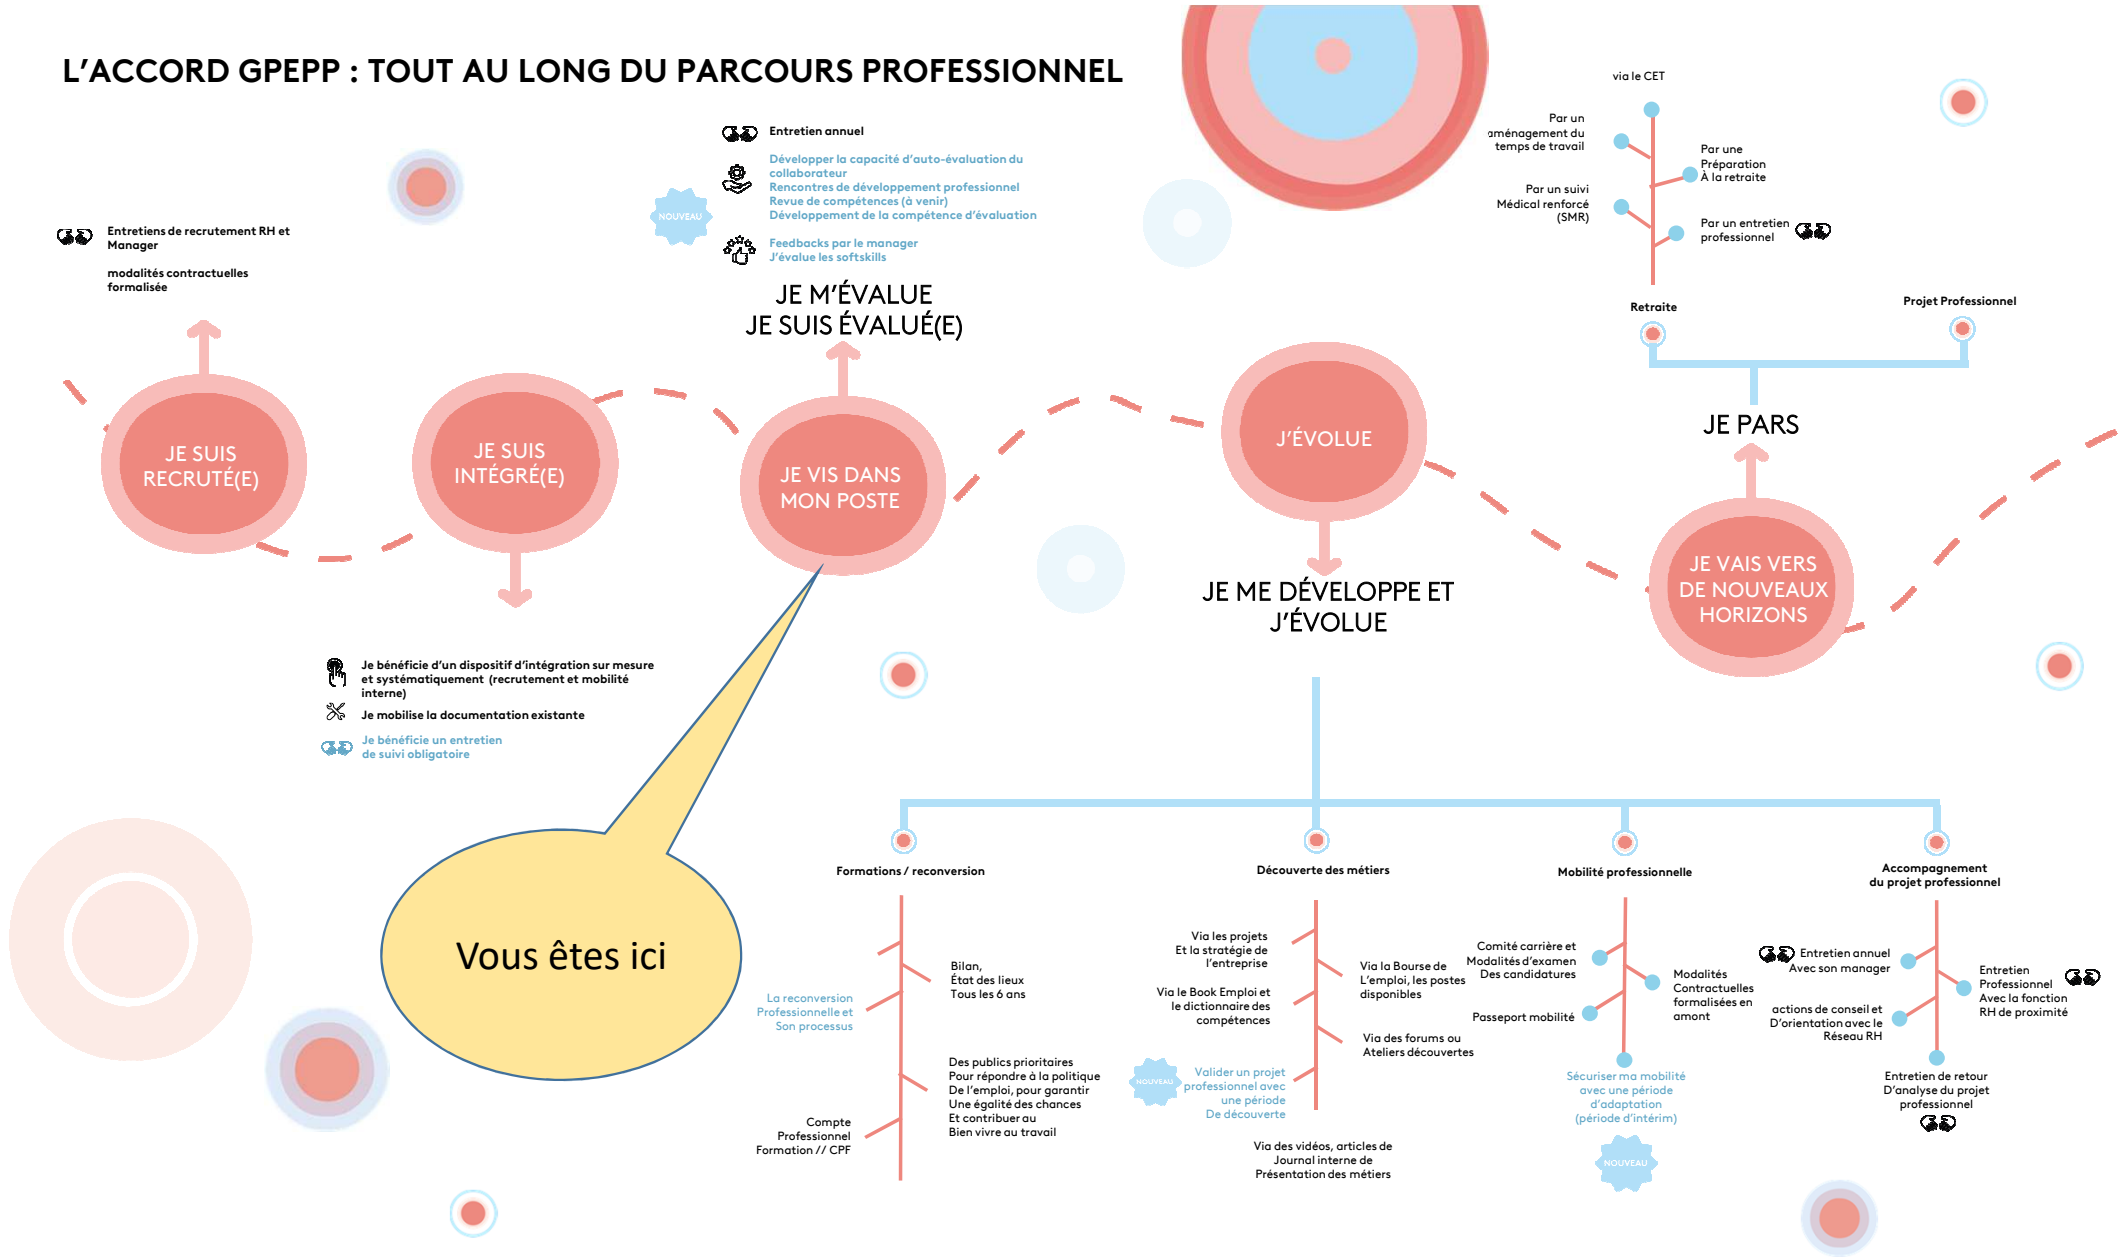 L'ACCORD GPEPP : TOUT AU LONG DU PARCOURS PROFESSIONNEL
Entretiens de recrutement RH et
Manager
modalités contractuelles
formalisée
JE SUIS
RECRUTÉ(E)
JE SUIS
INTÉGRÉ(E)
Je bénéficie d'un dispositif d'intégration sur mesure
et systématiquement (recrutement et mobilité
interne)
Je mobilise la documentation existante
Je bénéficie un entretien
de suivi obligatoire
NOUVEAU
Entretien annuel
Développer la capacité d'auto-évaluation du
collaborateur
Rencontres de développement professionnel
Revue de compétences (à venir)
Développement de la compétence d'évaluation
Feedbacks par le manager
J'évalue les softskills
JE M'ÉVALUE
JE SUIS ÉVALUÉ(E)
JE VIS DANS
MON POSTE
Vous êtes ici
J'ÉVOLUE
JE ME DÉVELOPPE ET
J'ÉVOLUE
Formations / reconversion
Bilan,
État des lieux
Tous les 6 ans
La reconversion
Professionnelle et
Son processus
Des publics prioritaires
Pour répondre à la politique
De l'emploi, pour garantir
Une égalité des chances
Et contribuer au
Bien vivre au travail
Compte
Professionnel
Formation // CPF
Découverte des métiers
Via les projets
Et la stratégie de
l'entreprise
Via la Bourse de
L'emploi, les postes
disponibles
Via le Book Emploi et
le dictionnaire des
compétences
Via des forums ou
Ateliers découvertes
NOUVEAU
Valider un projet
professionnel avec
une période
De découverte
Via des vidéos, articles de
Journal interne de
Présentation des métiers
Mobilité professionnelle
Comité carrière et
Modalités d'examen
Des candidatures
Modalités
Contractuelles
formalisées en
amont
Passeport mobilité
Sécuriser ma mobilité
avec une période
d'adaptation
(période d'intérim)
NOUVEAU
Accompagnement
du projet professionnel
Entretien annuel
Avec son manager
Entretien
Professionnel
Avec la fonction
RH de proximité
actions de conseil et
D'orientation avec le
Réseau RH
Entretien de retour
D'analyse du projet
professionnel
JE VAIS VERS
DE NOUVEAUX
HORIZONS
JE PARS
Retraite
Projet Professionnel
via le CET
Par un
aménagement du
temps de travail
Par une
Préparation
À la retraite
Par un suivi
Médical renforcé
(SMR)
Par un entretien
professionnel